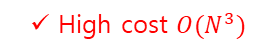 ✓ High cost 𝑂(𝑁³)